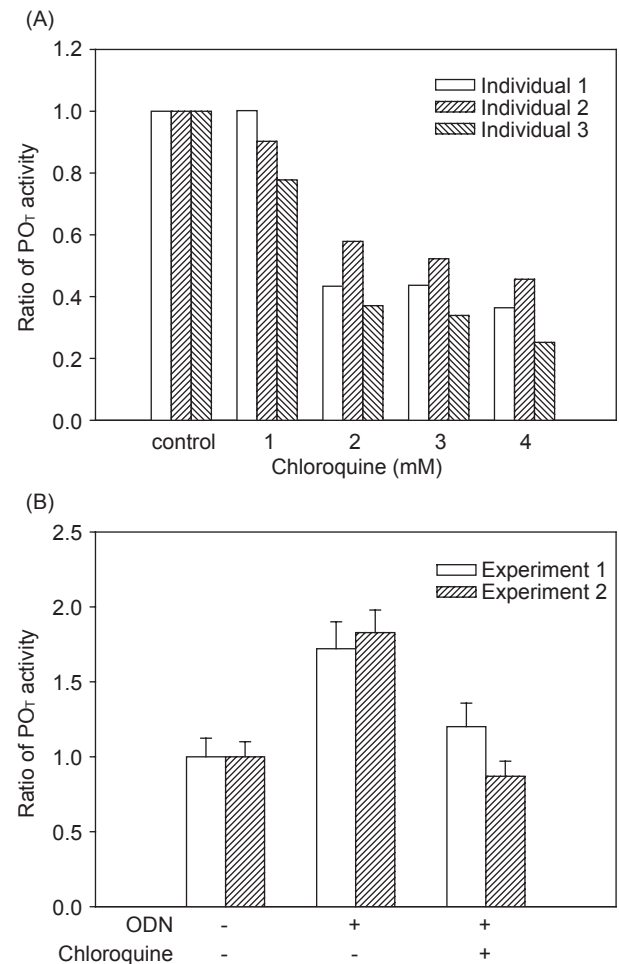 (A)
1.2
1.0
0.8
0.6
0.4
0.2
0.0
Ratio of POT activity
Individual 1
Individual 2
Individual 3
control 1 2 3 4
Chloroquine (mM)
(B)
2.5
2.0
1.5
1.0
0.5
0.0
Ratio of POT activity
Experiment 1
Experiment 2
ODN - + +
Chloroquine - - +